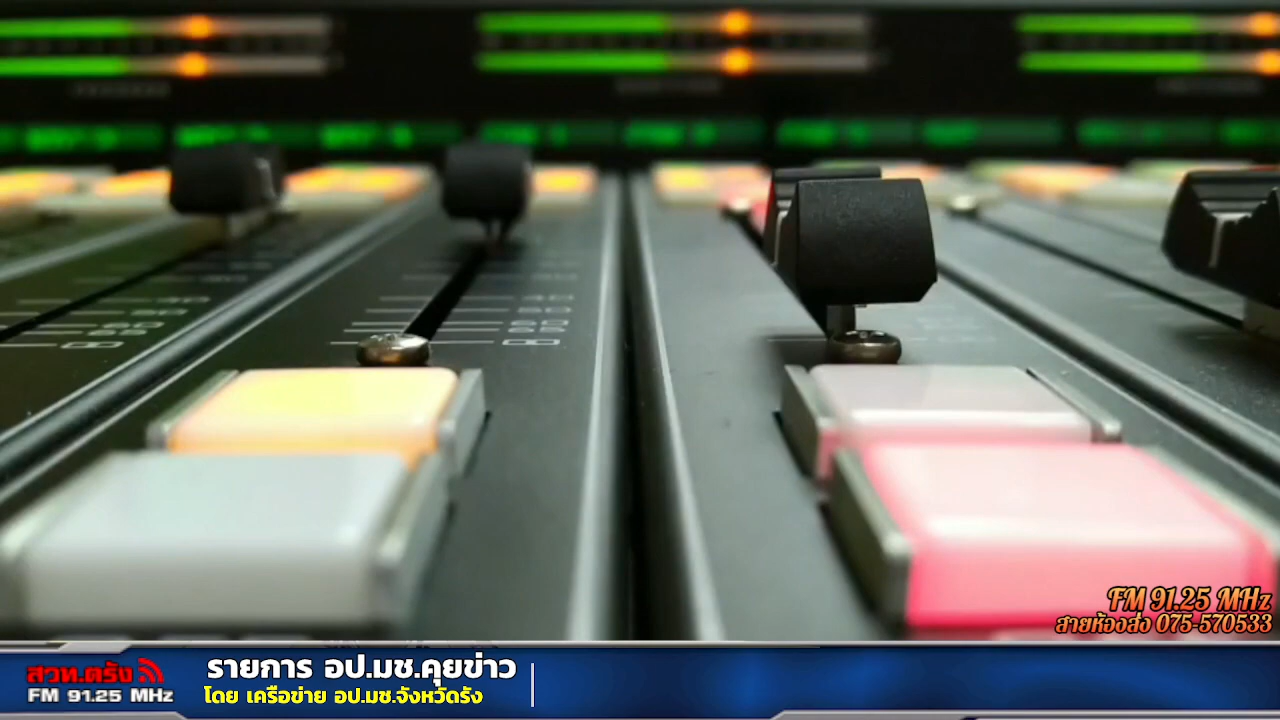 FM 91.25 MHz
สายห้องส่ง 075-570533
สวท.ตรัง
FM 91.25 MHz
รายการ อป.มช.คุยข่าว
โดย เครือข่าย อป.มช.จังหวัดรัง